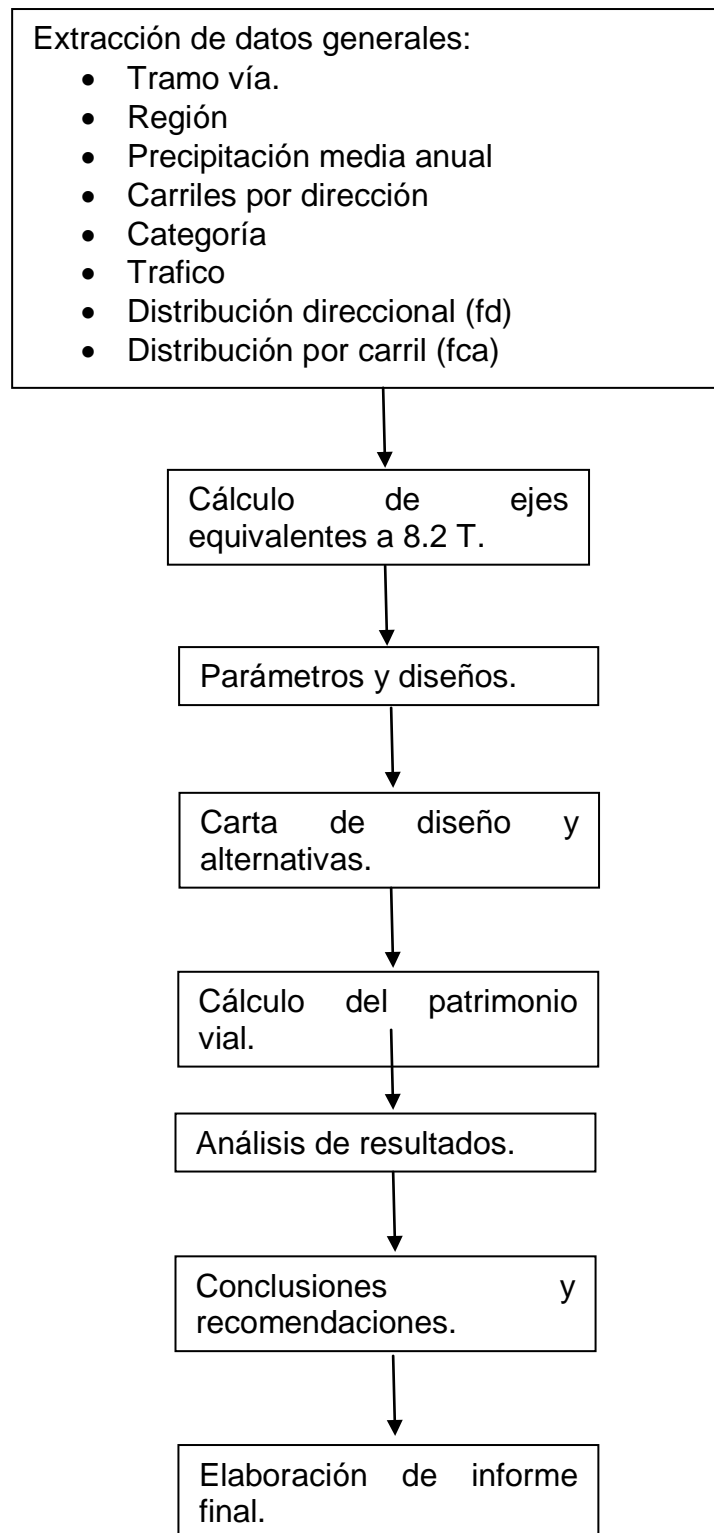 Extracción de datos generales:
• Tramo vía.
• Región
• Precipitación media anual
• Carriles por dirección
• Categoría
• Trafico
• Distribución direccional (fd)
• Distribución por carril (fca)
Cálculo de ejes
equivalentes a 8.2 T.
Parámetros y diseños.
Carta de diseño y
alternativas.
Cálculo del patrimonio
vial.
Análisis de resultados.
Conclusiones y
recomendaciones.
Elaboración de informe
final.